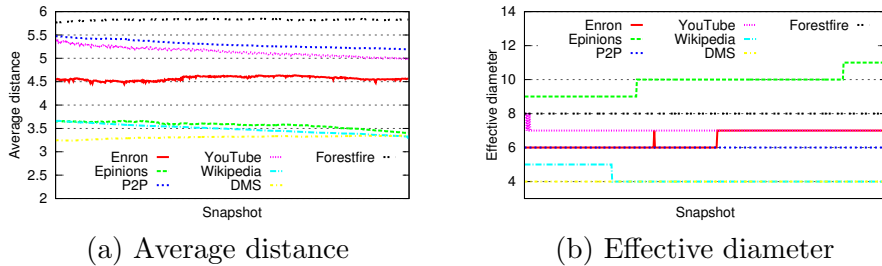 6
5.5
5
4.5
4
3.5
3
2.5
2
Average distance
Enron
Epinions
P2P
YouTube
Wikipedia
DMS
Forestfire
Snapshot
(a) Average distance
14
12
10
8
6
4
Effective diameter
Enron
Epinions
P2P
YouTube
Wikipedia
DMS
Forestfire
Snapshot
(b) Effective diameter